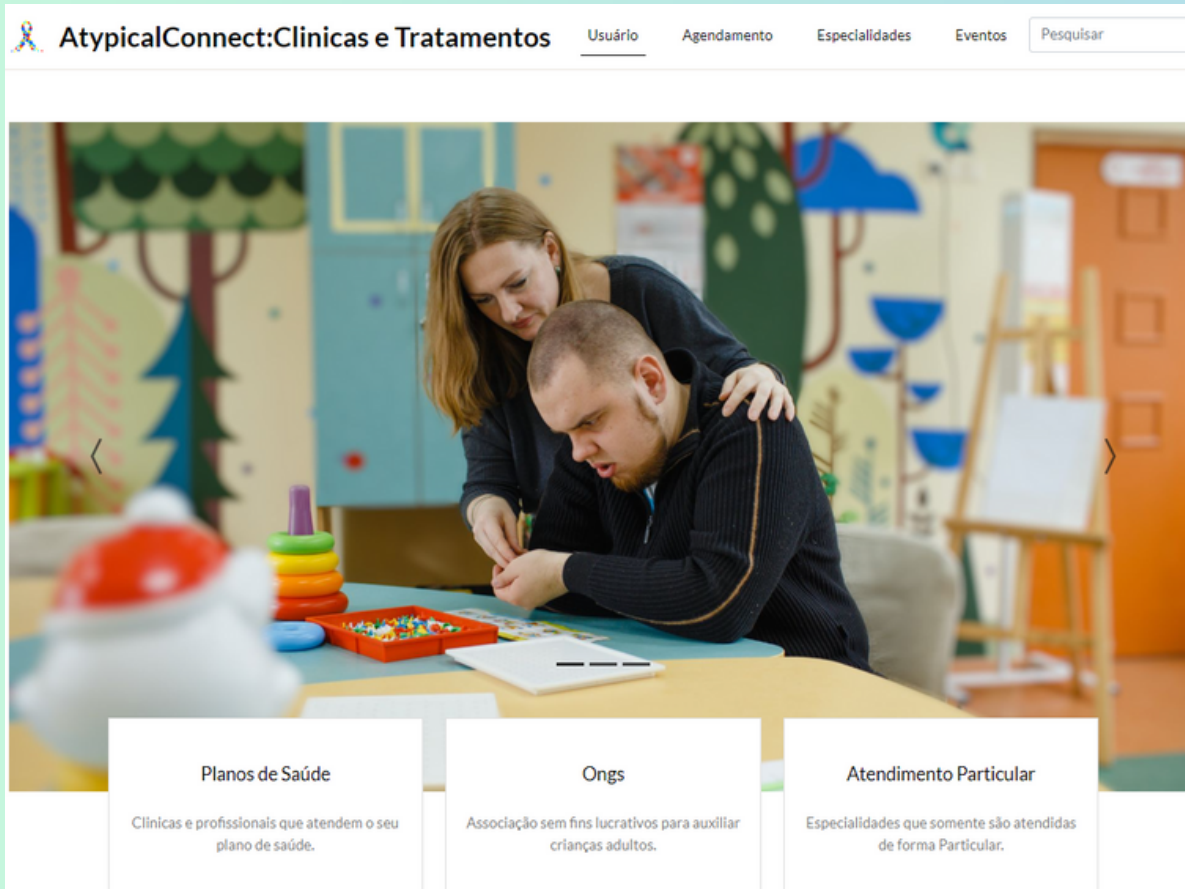 AtypicalConnect:Clinicas e Tratamentos
Usuário
Agendamento
Especialidades
Eventos
Pesquisar
Planos de Saúde
Clinicas e profissionais que atendem o seu
plano de saúde.
Ongs
Associação sem fins lucrativos para auxiliar
crianças adultos.
Atendimento Particular
Especialidades que somente são atendidas
de forma Particular.